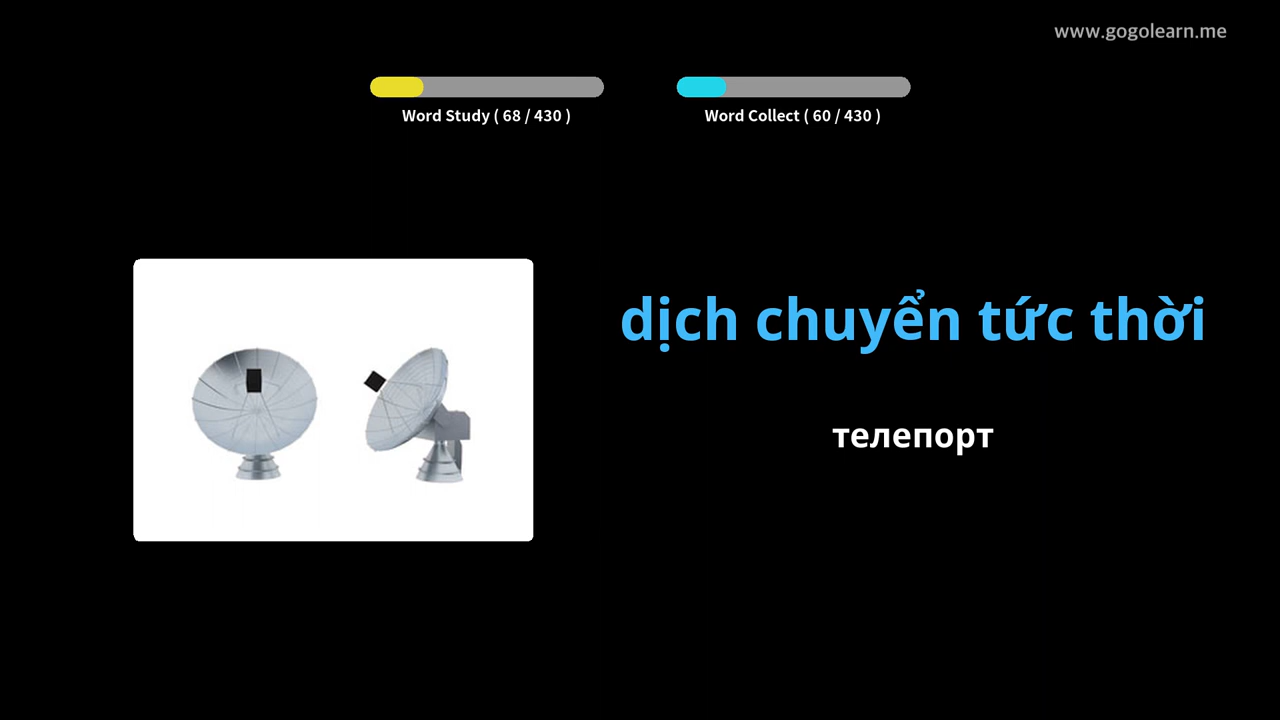 www.gogolearn.me
Word Study ( 68 / 430 )
Word Collect ( 60 / 430 )
dịch chuyển tức thời
телепорт